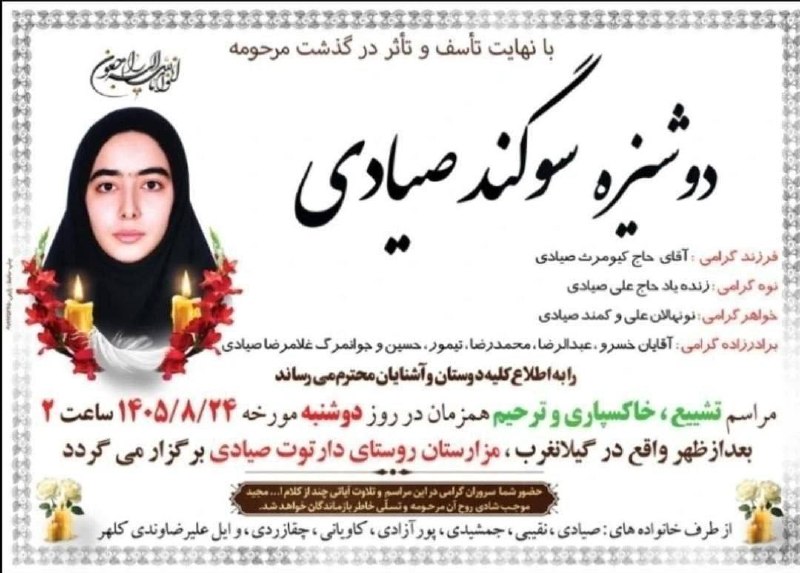 انا لله و انا الیه راجعون
با نهایت تأسف و تأثر در گذشت مرحومه
دوشیزه سوگند صیادی
فرزند گرامی : آقای حاج کیومرث صیادی
نوه گرامی: زنده یاد حاج علی صیادی
خواهر گرامی: نونهالان علی و کمند صیادی
برادرزاده گرامی: آقایان خسرو، عبدالرضا، محمدرضا، تیمور، حسین و جوانمرگ غلامرضا صیادی
را به اطلاع کلیه دوستان و آشنایان محترم می رساند
مراسم تشییع ، خاکسپاری و ترحیم همزمان در روز دوشنبه مورخه ۱۴۰۵/۸/۲۴ ساعت ۲
بعدازظهر واقع در گیلانغرب ، مزارستان روستای دارتوت صیادی برگزار می گردد
حضور شما سروران گرامی در این مراسم و تلاوت آیاتی چند از کلام ا... مجید
موجب شادی روح آن مرحومه و تسلّی خاطر بازماندگان خواهد شد.
از طرف خانواده های : صیادی ، نقیبی ، جمشیدی ، پورآزادی ، کاویانی ، چقازردی ، و ایل علیرضاوندی کلهر